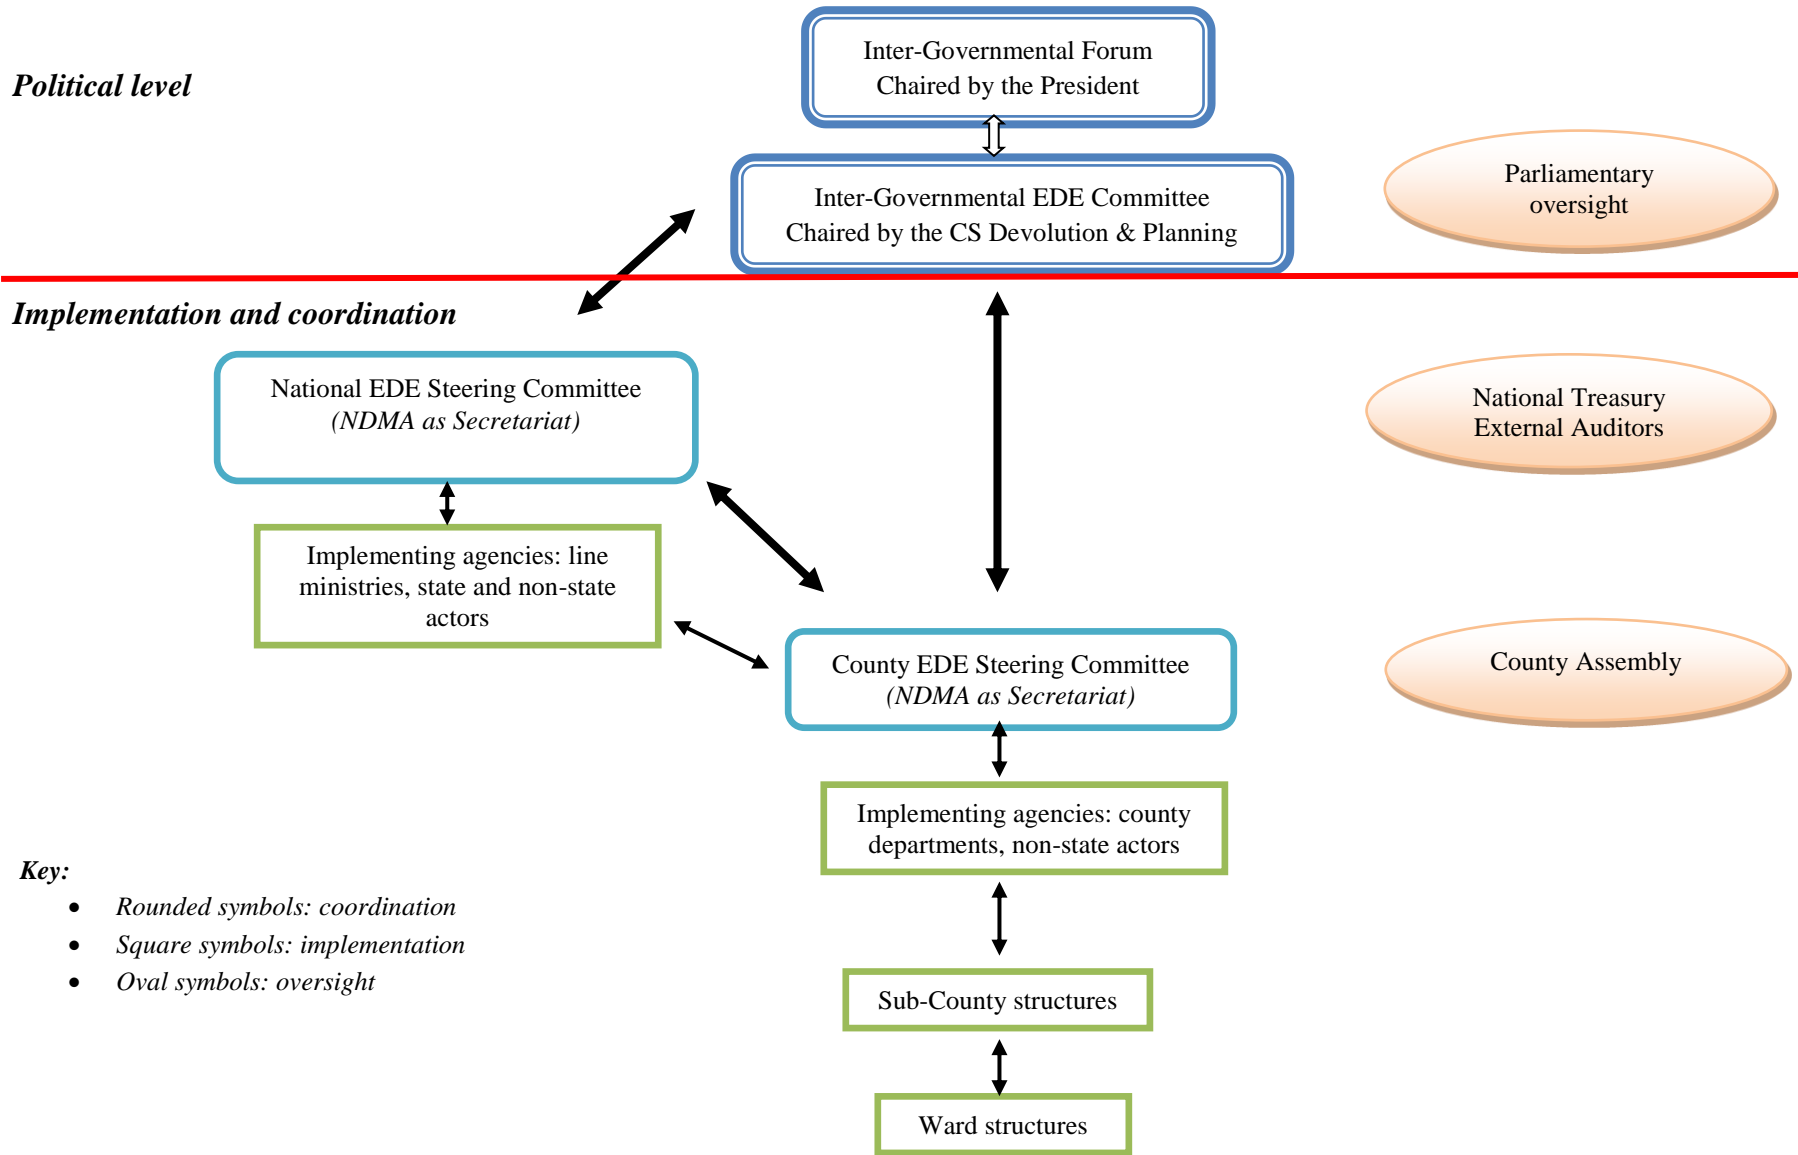 Political level
Inter-Governmental Forum
Chaired by the President
Inter-Governmental EDE Committee
Chaired by the CS Devolution & Planning
Parliamentary
oversight
Implementation and coordination
National EDE Steering Committee
(NDMA as Secretariat)
National Treasury
External Auditors
Implementing agencies: line
ministries, state and non-state
actors
County EDE Steering Committee
(NDMA as Secretariat)
County Assembly
Implementing agencies: county
departments, non-state actors
Key:
• Rounded symbols: coordination
• Square symbols: implementation
• Oval symbols: oversight
Sub-County structures
Ward structures